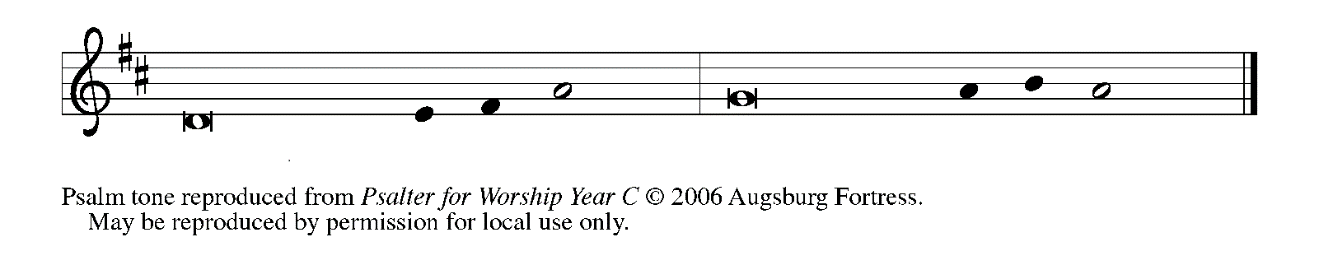 Psalm tone reproduced from Psalter for Worship Year C © 2006 Augsburg Fortress.
May be reproduced by permission for local use only.